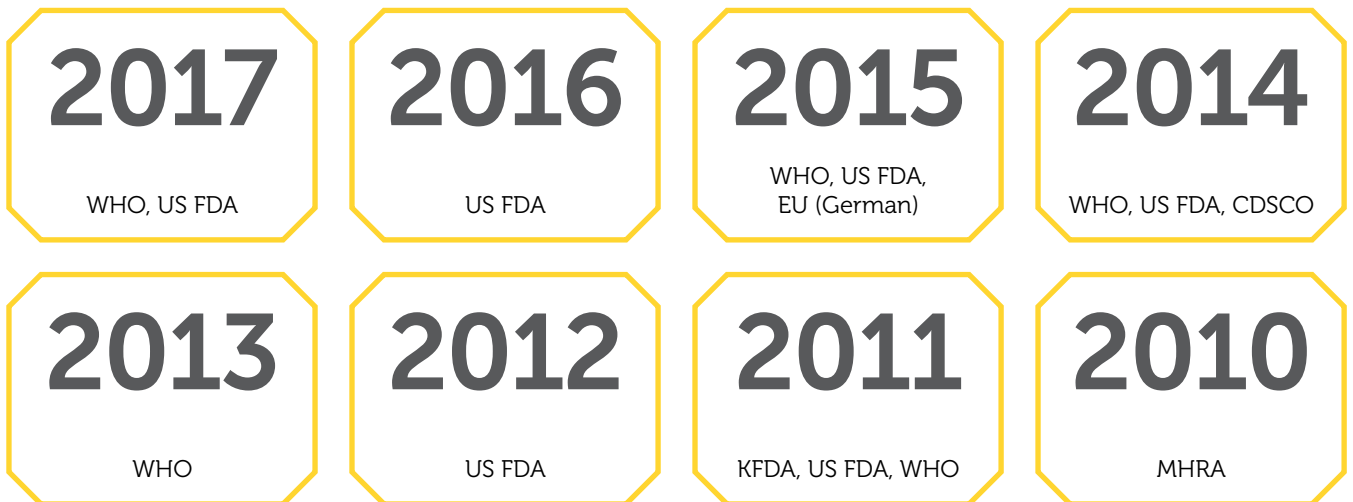 2017
WHO, US FDA
2016
US FDA
2015
WHO, US FDA,
EU (German)
2014
WHO, US FDA, CDSCO
2013
WHO
2012
US FDA
2011
KFDA, US FDA, WHO
2010
MHRA